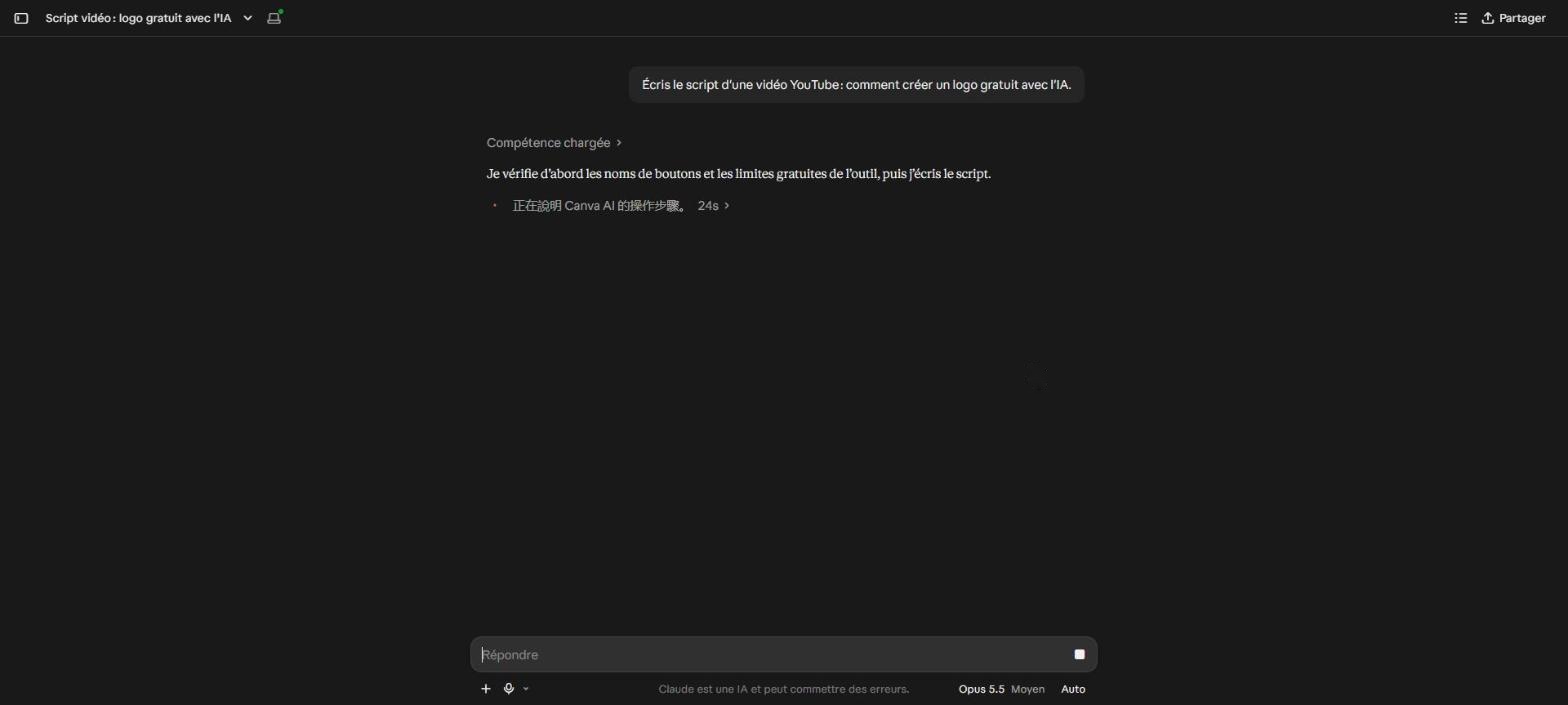 Script vidéo : logo gratuit avec l'IA
Partager
Écris le script d'une vidéo YouTube : comment créer un logo gratuit avec l'IA.
Compétence chargée
Je vérifie d'abord les noms de boutons et les limites gratuites de l'outil, puis j'écris le script.
正在說明 Canva AI 的操作步驟。 24s
Répondre
Claude est une IA et peut commettre des erreurs.
Opus 5.5 Moyen Auto